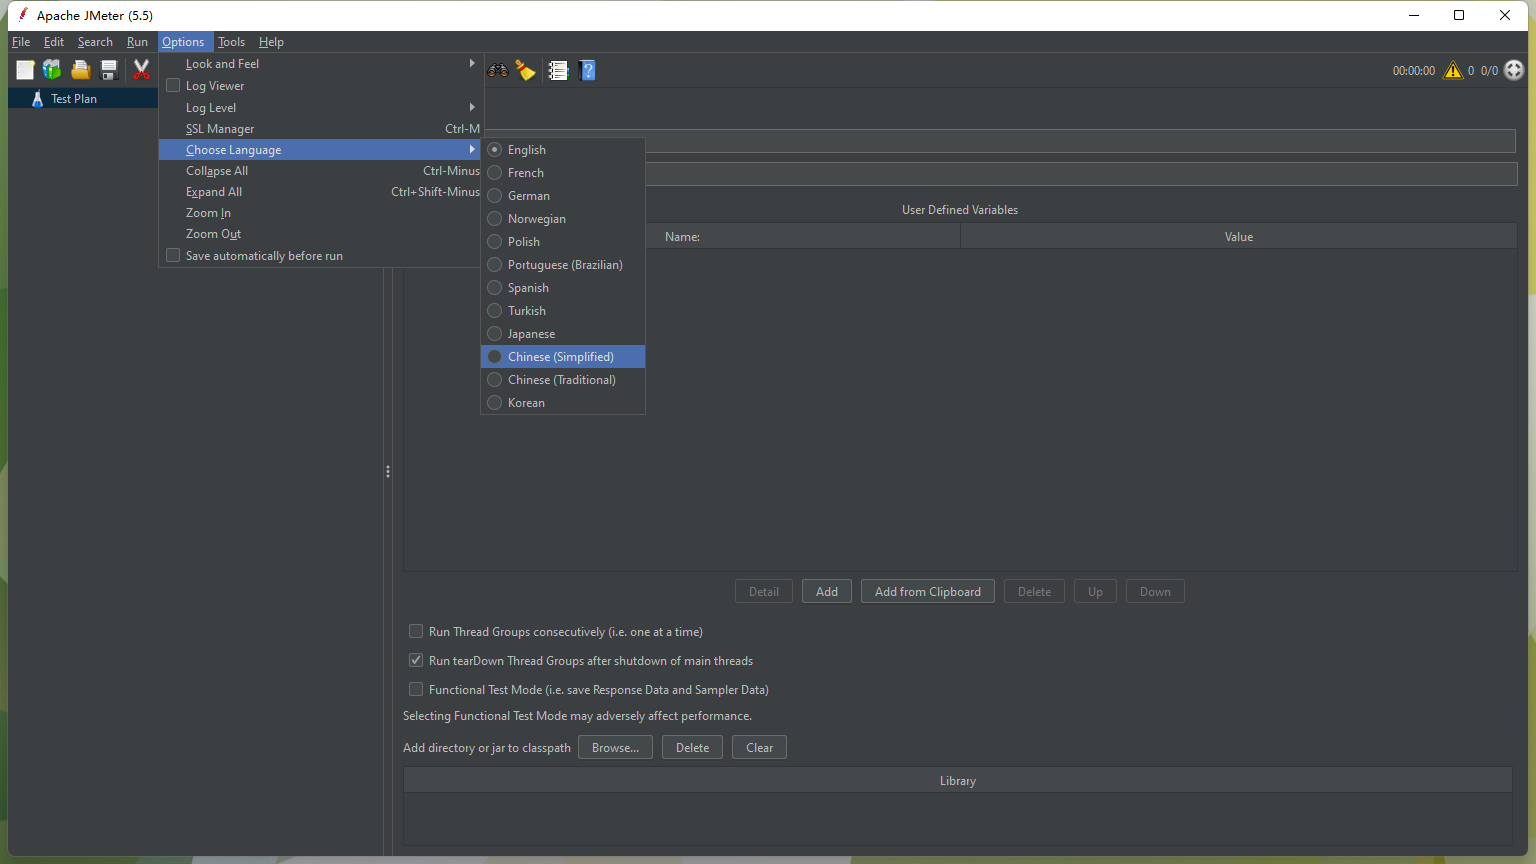 Apache JMeter (5.5)
File Edit Search Run Options Tools Help
00:00:00 0 0/0
Test Plan
Look and Feel
Log Viewer
Log Level
SSL Manager Ctrl-M
Choose Language
Collapse All Ctrl-Minus
Expand All Ctrl+Shift-Minus
Zoom In
Zoom Out
Save automatically before run
English
French
German
Norwegian
Polish
Portuguese (Brazilian)
Spanish
Turkish
Japanese
Chinese (Simplified)
Chinese (Traditional)
Korean
User Defined Variables
Name: Value
Detail Add Add from Clipboard Delete Up Down
Run Thread Groups consecutively (i.e. one at a time)
Run tearDown Thread Groups after shutdown of main threads
Functional Test Mode (i.e. save Response Data and Sampler Data)
Selecting Functional Test Mode may adversely affect performance.
Add directory or jar to classpath Browse... Delete Clear
Library